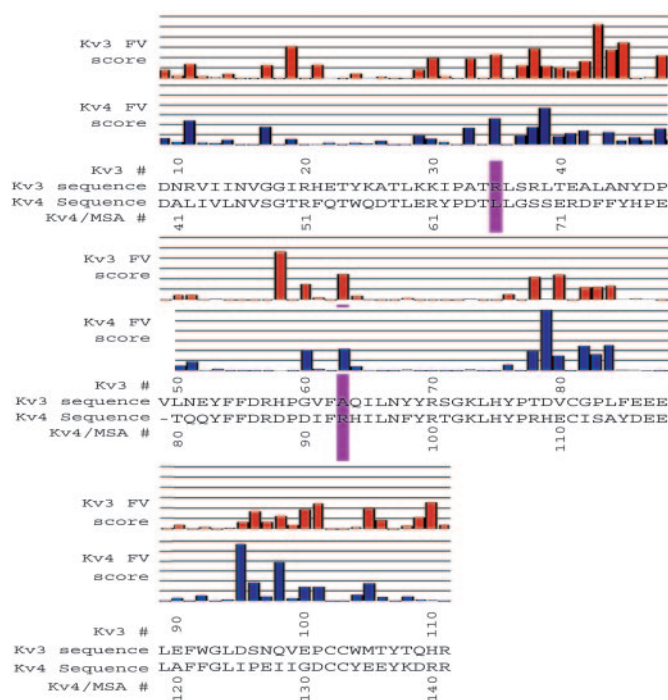 Kv3 FV
score
Kv4 FV
score
Kv3 # 10 20 30 40
Kv3 sequence DNRVIINVGGIRHETYKATLKKIPATRLSRLTEALANYDP
Kv4 Sequence DALIVLNVSGTRFQTWQDTLERYPDTLLGSSERDFFYHPE
Kv4/MSA # 41 51 61 71
Kv3 FV
score
Kv4 FV
score
Kv3 # 50 60 70 80
Kv3 sequence VLNEYFFDRHPGVFAQILNYYRSGKLHYPTDVCGPLFEEE
Kv4 Sequence -TQQYFFDRDPDIFRHILNFYRTGKLHYPRHECISAYDEE
Kv4/MSA # 80 90 100 110
Kv3 FV
score
Kv4 FV
score
Kv3 # 90 100 110
Kv3 sequence LEFWGLDSNQVEPCCWMTYTQHR
Kv4 Sequence LAFFGLIPEIIGDCCYEEYKDRR
Kv4/MSA # 120 130 140